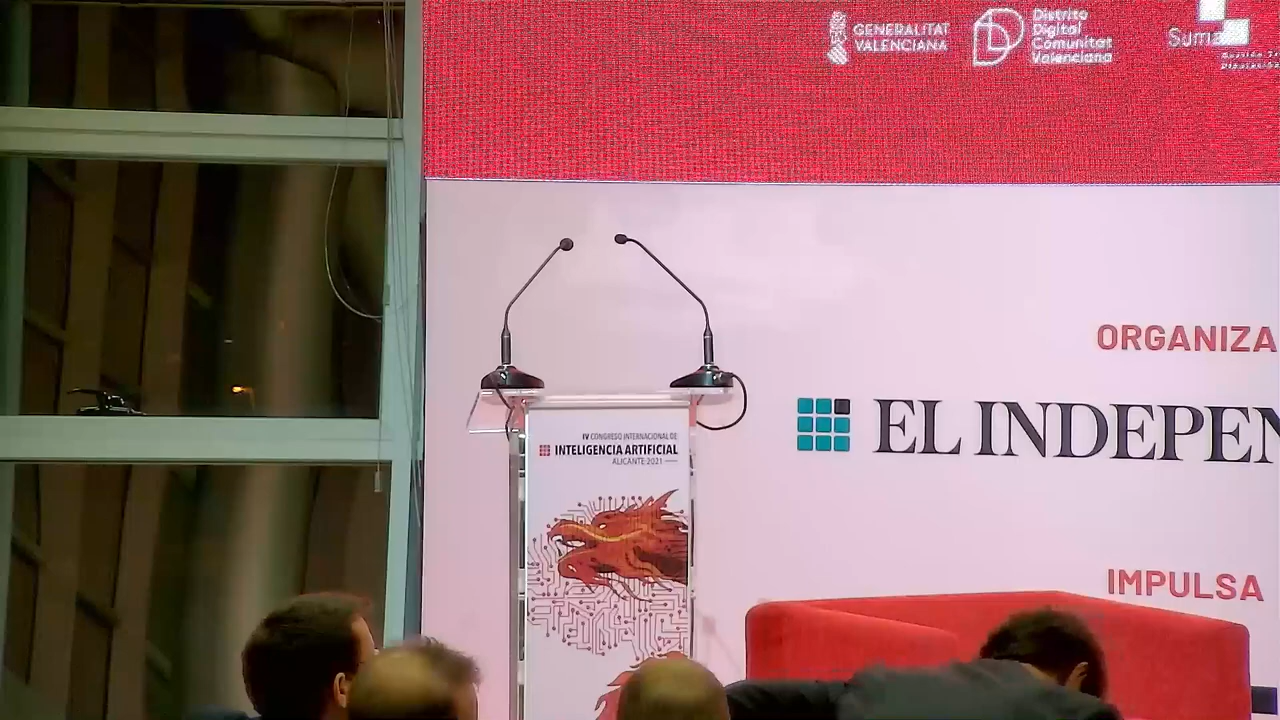 GENERALITAT
VALENCIANA
Distrito
Digital
Comunitat
Valenciana
Suma
ORGANIZA
EL INDEPEN
IV CONGRESO INTERNACIONAL DE
INTELIGENCIA ARTIFICIAL
ALICANTE 2021
IMPULSA